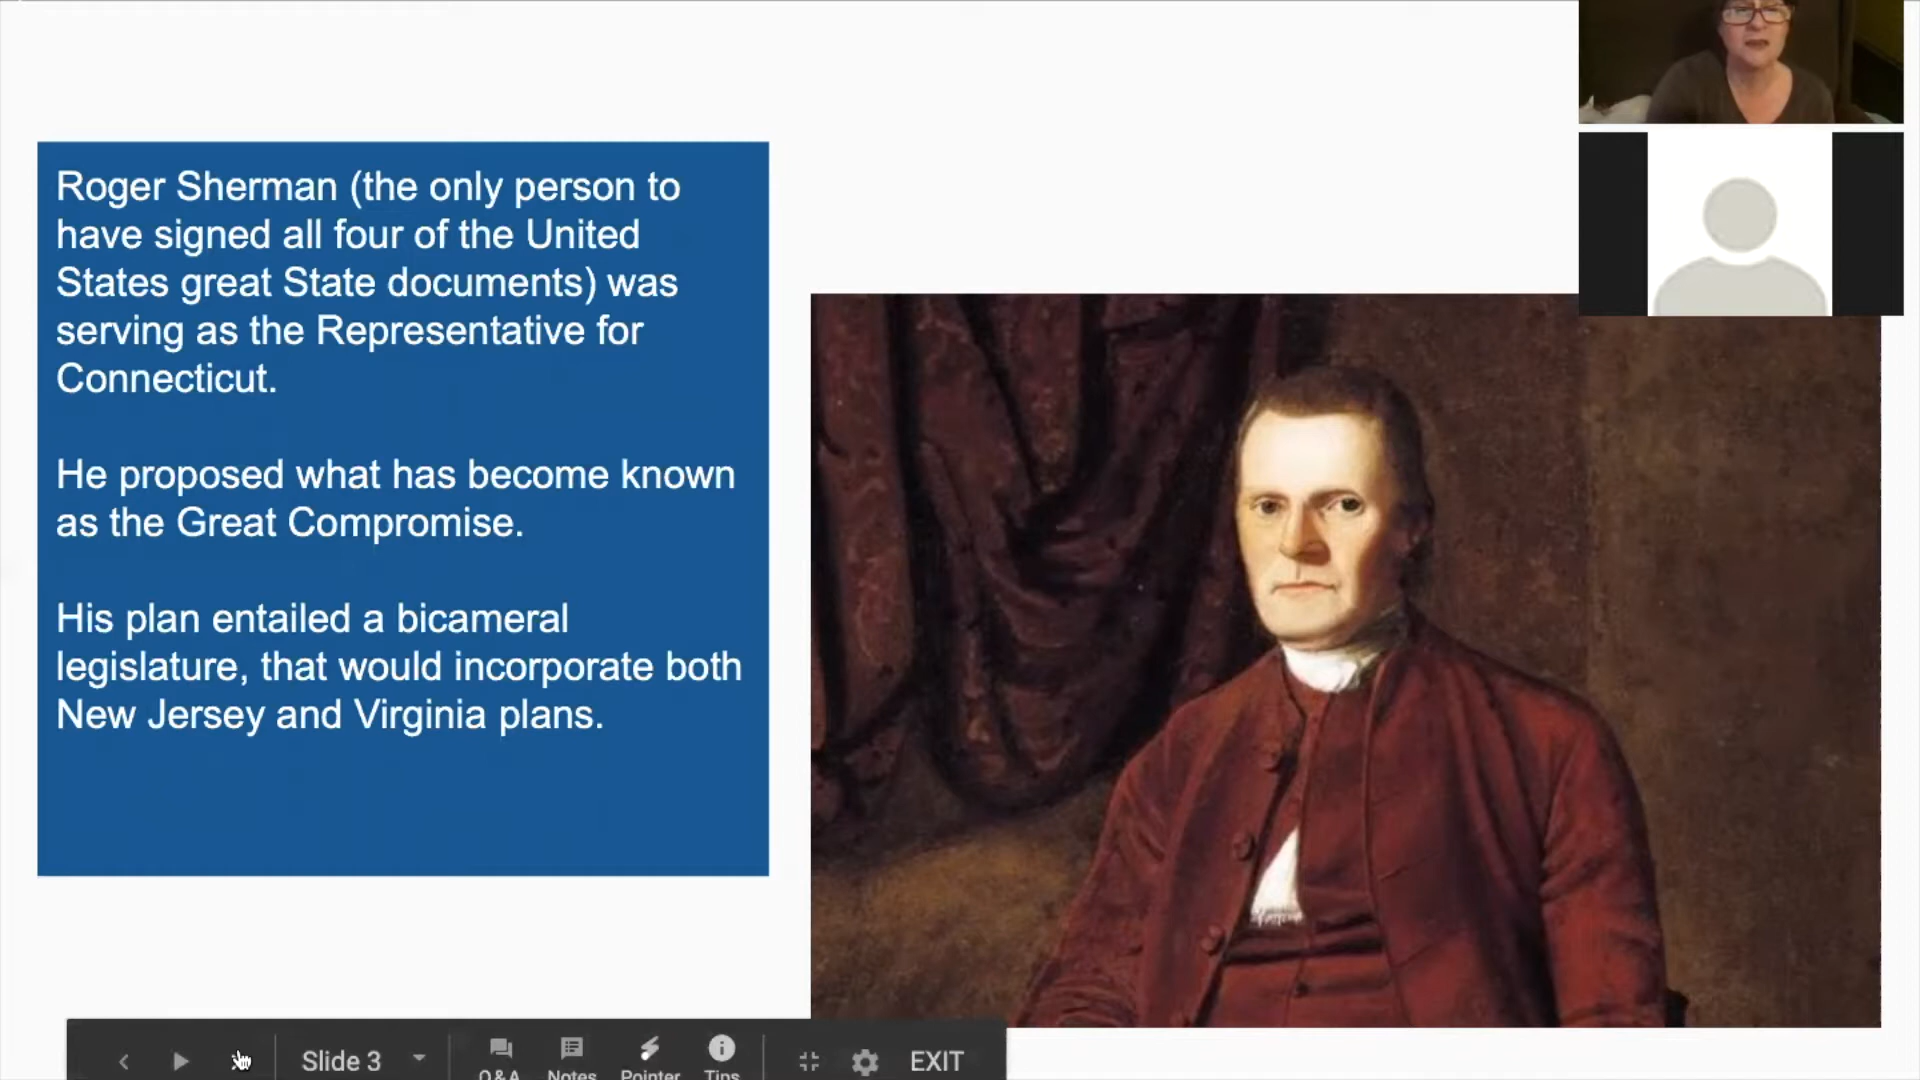 Roger Sherman (the only person to
have signed all four of the United
States great State documents) was
serving as the Representative for
Connecticut.
He proposed what has become known
as the Great Compromise.
His plan entailed a bicameral
legislature, that would incorporate both
New Jersey and Virginia plans.
Slide 3
Q&A Notes Pointer Tips
EXIT